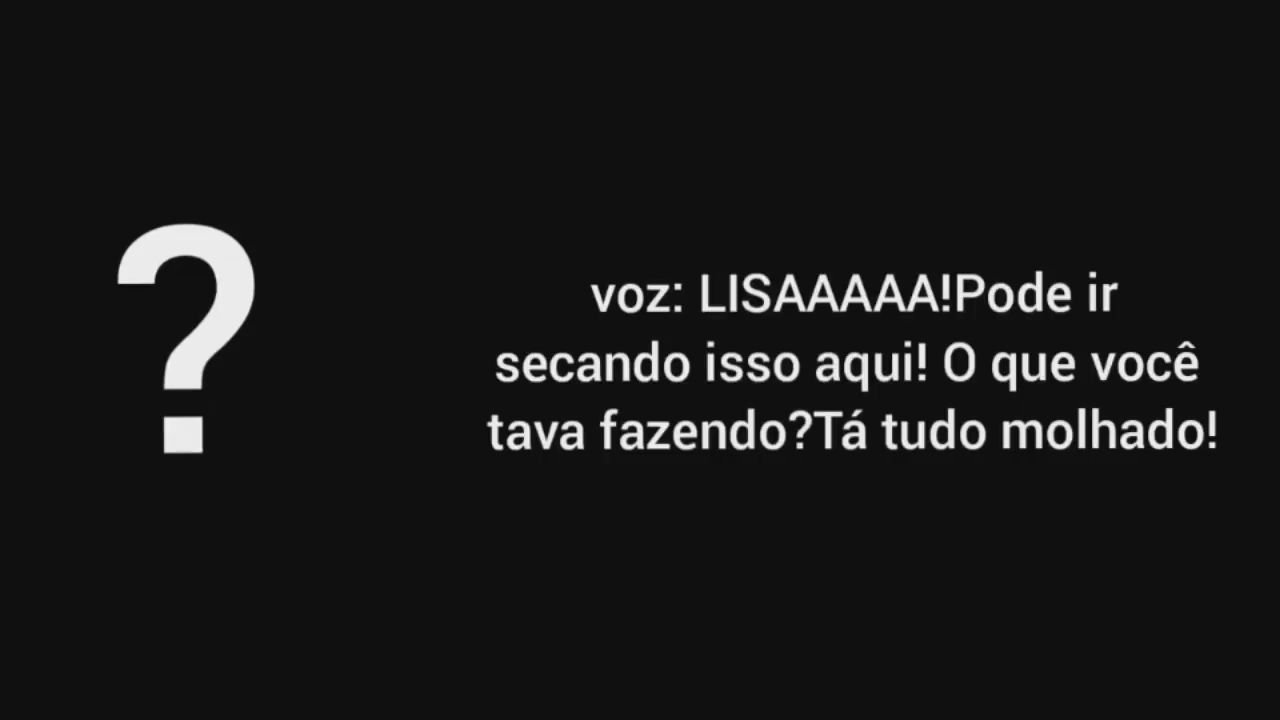 ?
voz: LISAAAAA!Pode ir
secando isso aqui! O que você
tava fazendo?Tá tudo molhado!